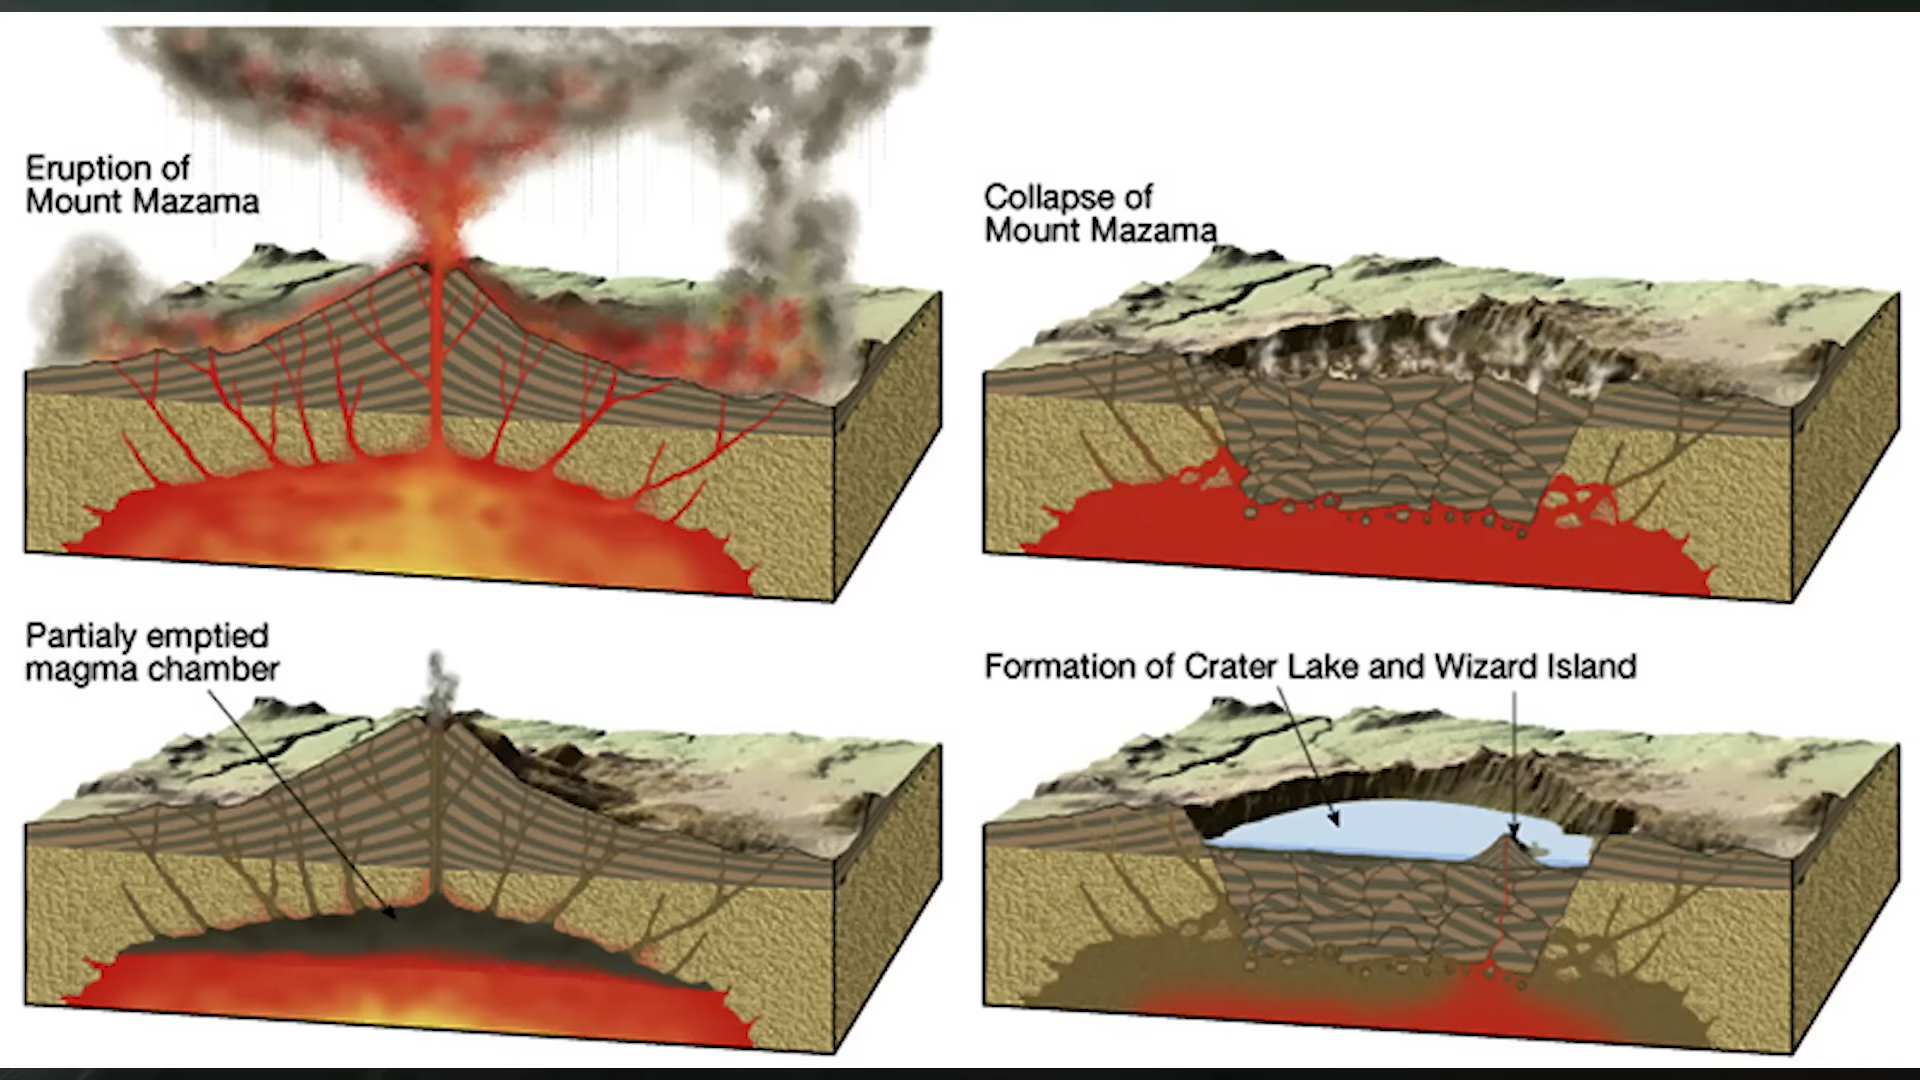 Eruption of
Mount Mazama
Partialy emptied
magma chamber
Collapse of
Mount Mazama
Formation of Crater Lake and Wizard Island